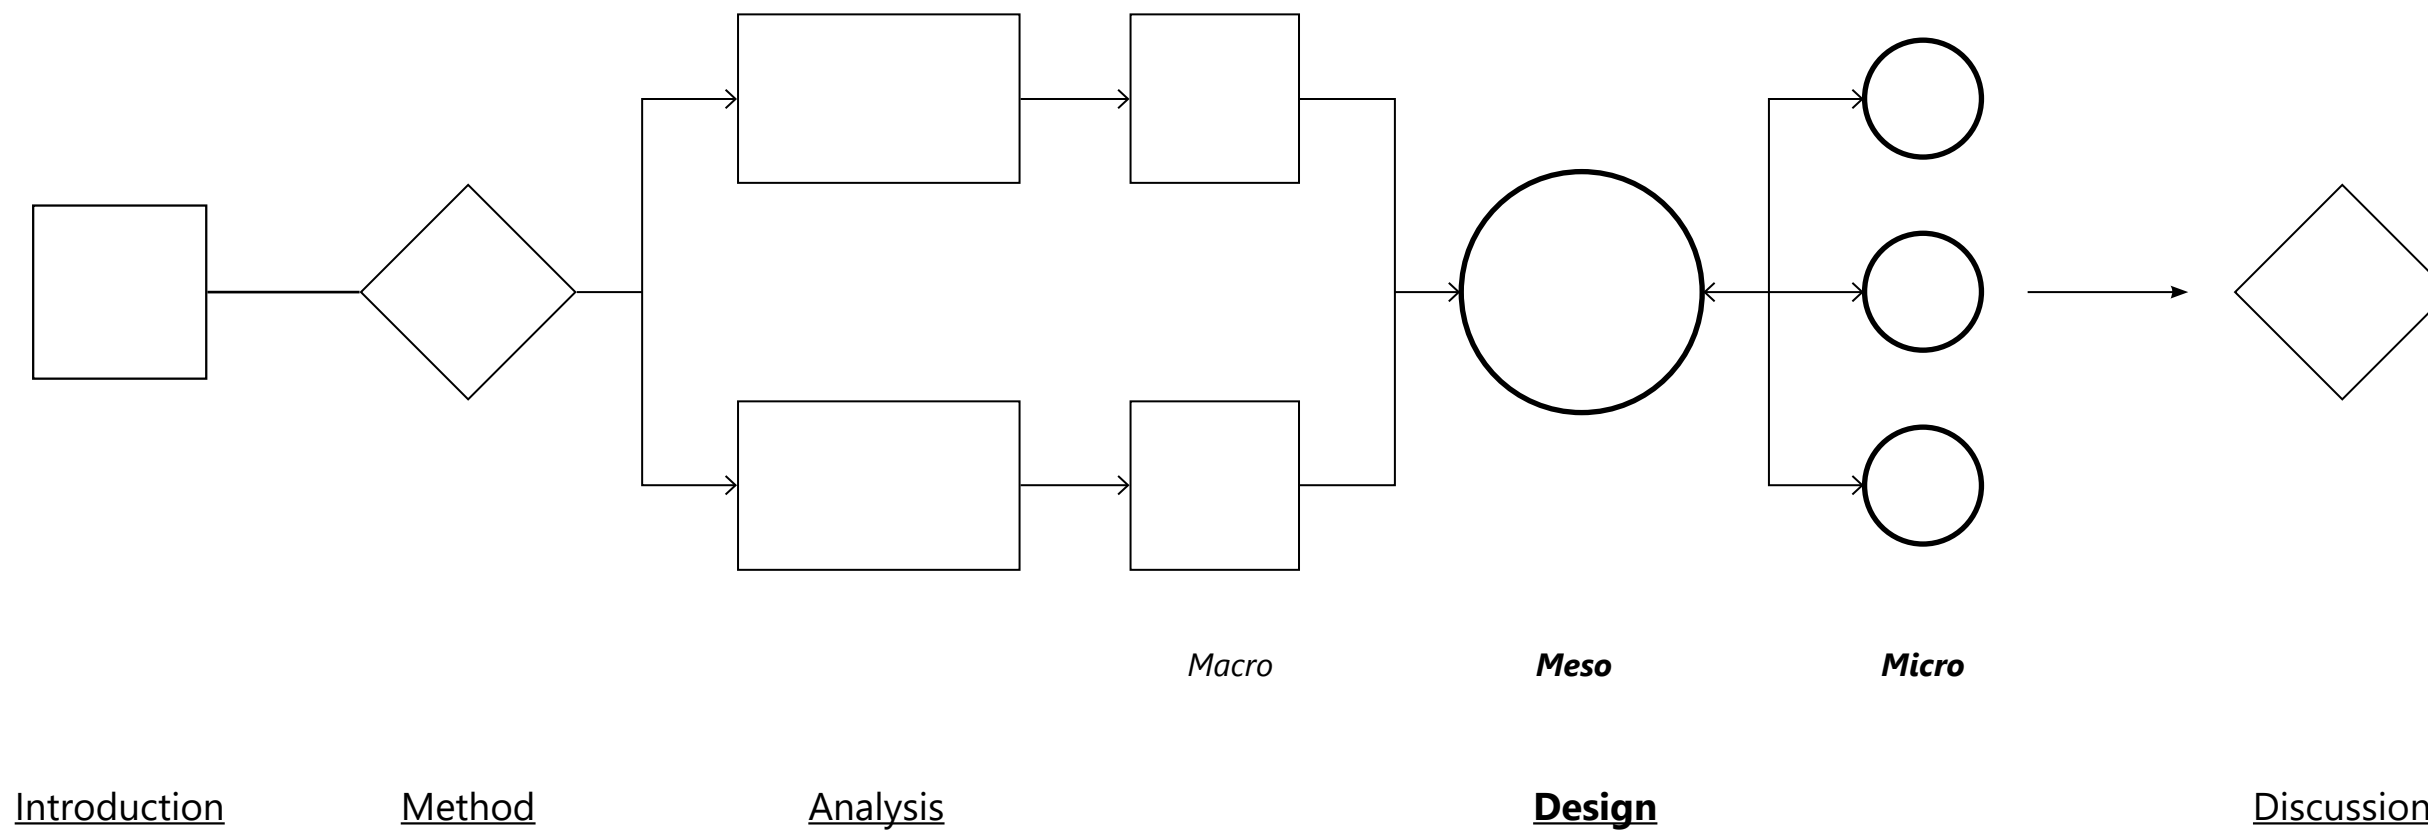 Macro Meso Micro
Introduction Method Analysis Design Discussion